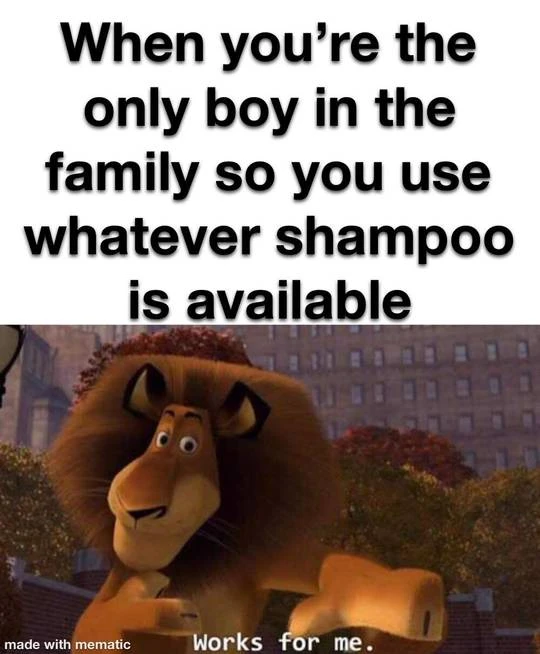 When you’re the
only boy in the
family so you use
whatever shampoo
is available
Works for me.
made with mematic